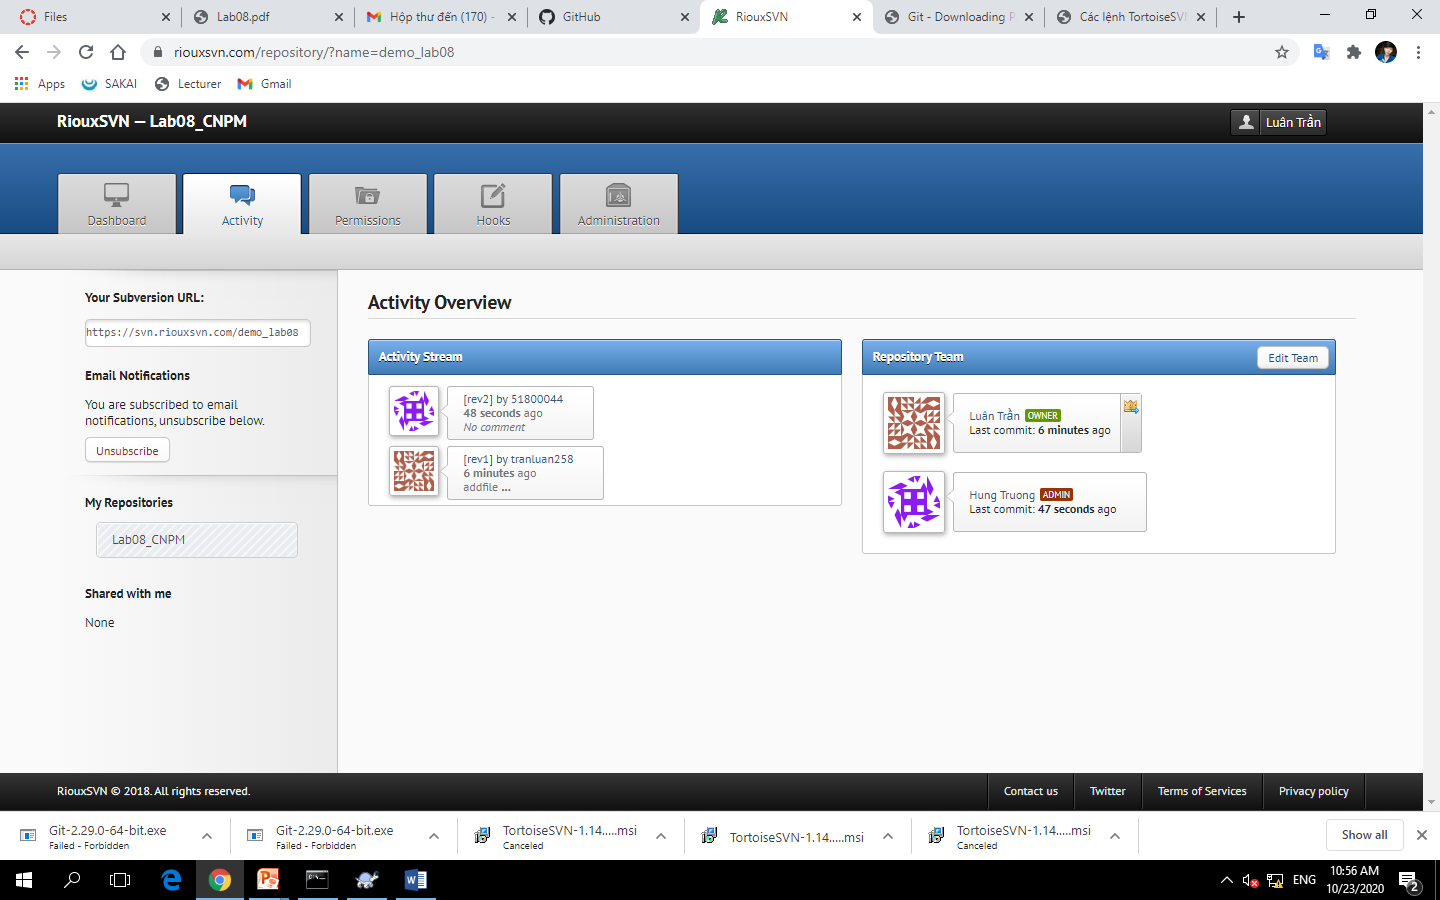 Files
Lab08.pdf
Hộp thư đến (170) -
GitHub
RiouxSVN
Git - Downloading P
Các lệnh TortoiseSV
riouxsvn.com/repository/?name=demo_lab08
Apps
SAKAI
Lecturer
Gmail
RiouxSVN — Lab08_CNPM
Luân Trần
Dashboard
Activity
Permissions
Hooks
Administration
Your Subversion URL:
https://svn.riouxsvn.com/demo_lab08
Email Notifications
You are subscribed to email
notifications, unsubscribe below.
Unsubscribe
My Repositories
Lab08_CNPM
Shared with me
None
Activity Overview
Activity Stream
[rev2] by 51800044
48 seconds ago
No comment
[rev1] by tranluan258
6 minutes ago
addfile ...
Repository Team
Edit Team
Luân Trần OWNER
Last commit: 6 minutes ago
Hung Truong ADMIN
Last commit: 47 seconds ago
RiouxSVN © 2018. All rights reserved.
Contact us
Twitter
Terms of Services
Privacy policy
Git-2.29.0-64-bit.exe
Failed - Forbidden
Git-2.29.0-64-bit.exe
Failed - Forbidden
TortoiseSVN-1.14.....msi
Canceled
TortoiseSVN-1.14.....msi
TortoiseSVN-1.14.....msi
Canceled
Show all
ENG
10:56 AM
10/23/2020
2